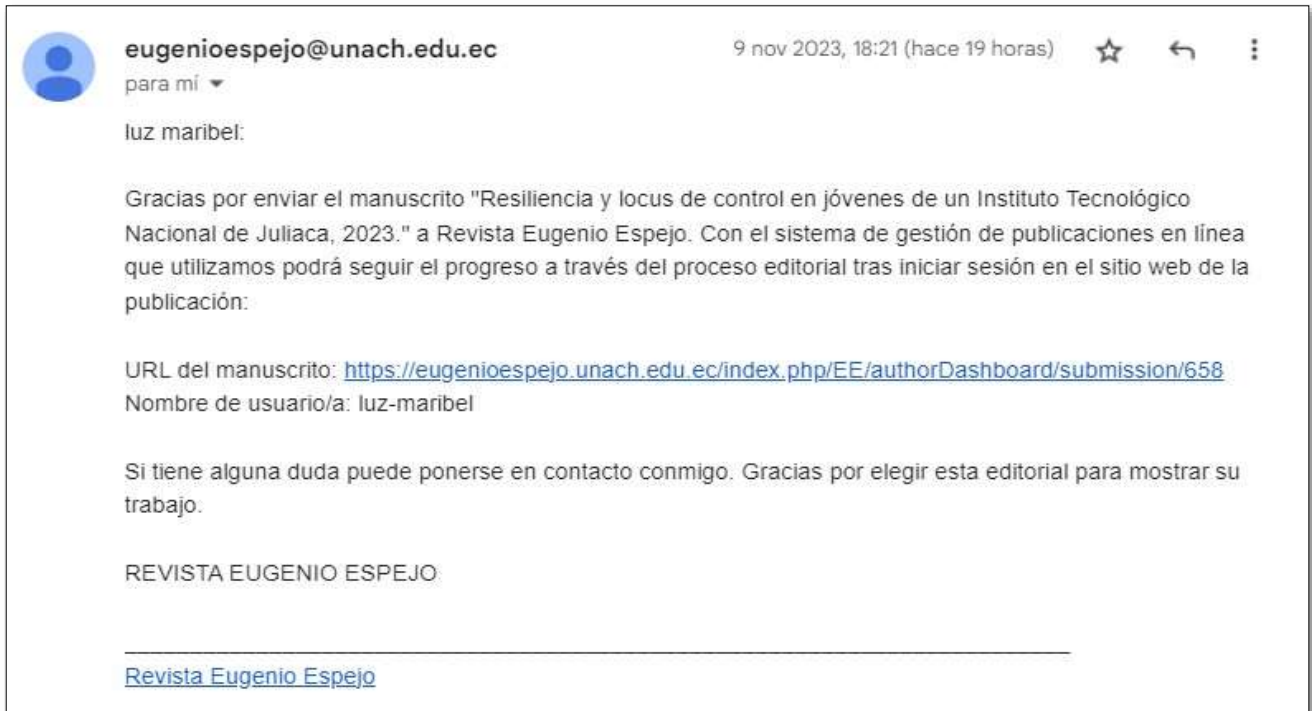 eugenioespejo@unach.edu.ec 9 nov 2023, 18:21 (hace 19 horas)
para mí
luz maribel:
Gracias por enviar el manuscrito "Resiliencia y locus de control en jóvenes de un Instituto Tecnológico
Nacional de Juliaca, 2023." a Revista Eugenio Espejo. Con el sistema de gestión de publicaciones en línea
que utilizamos podrá seguir el progreso a través del proceso editorial tras iniciar sesión en el sitio web de la
publicación:
URL del manuscrito: https://eugenioespejo.unach.edu.ec/index.php/EE/authorDashboard/submission/658
Nombre de usuario/a: luz-maribel
Si tiene alguna duda puede ponerse en contacto conmigo. Gracias por elegir esta editorial para mostrar su
trabajo.
REVISTA EUGENIO ESPEJO
Revista Eugenio Espejo